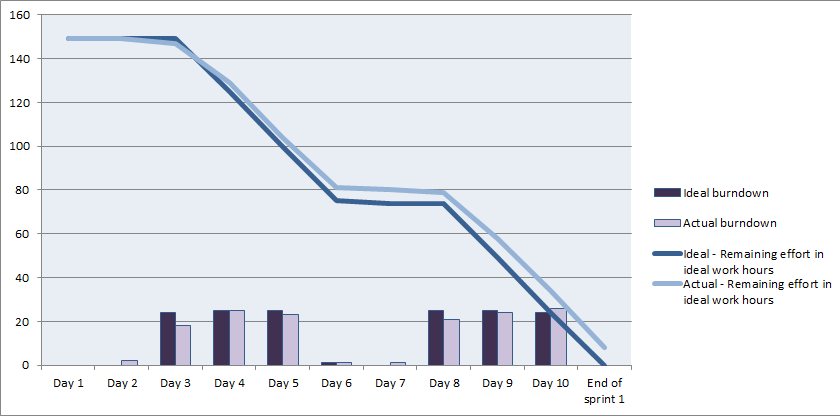 160
140
120
100
80
60
40
20
0
Day 1 Day 2 Day 3 Day 4 Day 5 Day 6 Day 7 Day 8 Day 9 Day 10 End of
sprint 1
Ideal burndown
Actual burndown
Ideal - Remaining effort in
ideal work hours
Actual - Remaining effort in
ideal work hours